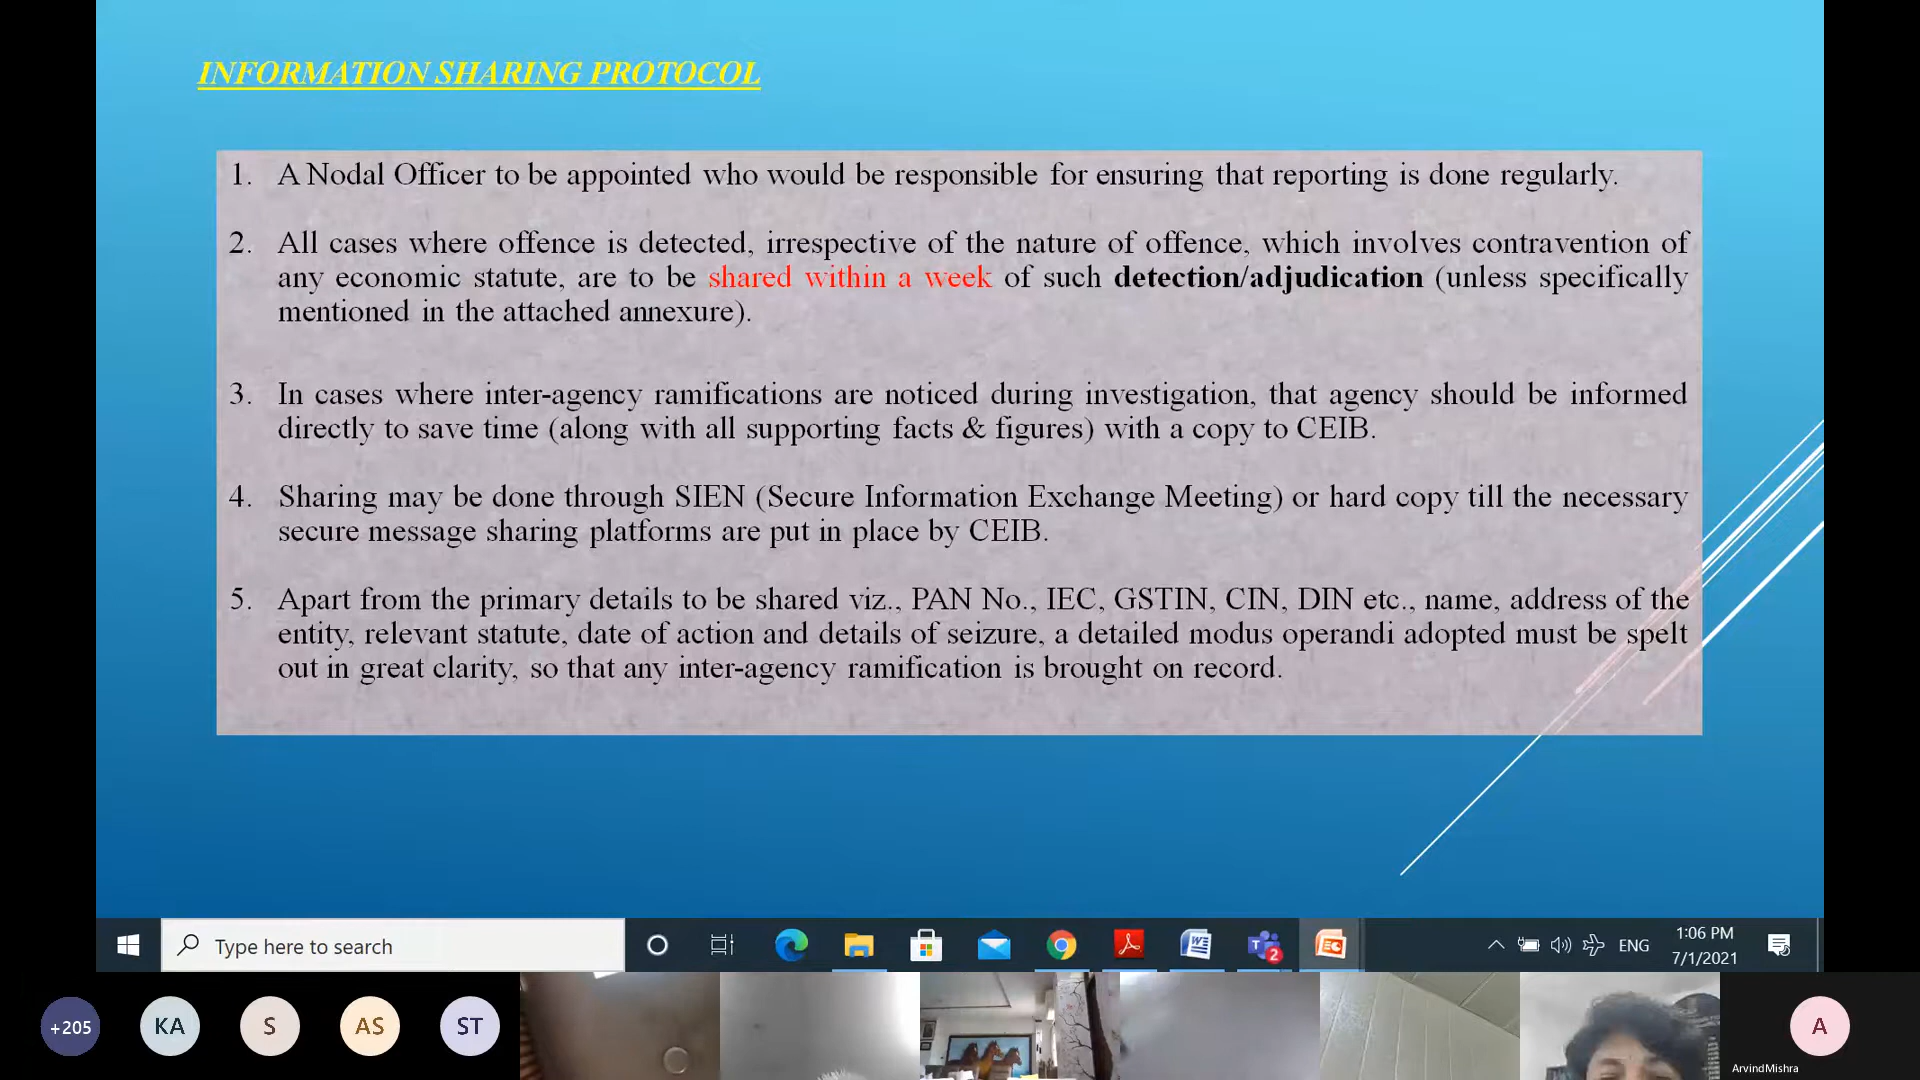 INFORMATION SHARING PROTOCOL
1. A Nodal Officer to be appointed who would be responsible for ensuring that reporting is done regularly.
2. All cases where offence is detected, irrespective of the nature of offence, which involves contravention of
any economic statute, are to be shared within a week of such detection/adjudication (unless specifically
mentioned in the attached annexure).
3. In cases where inter-agency ramifications are noticed during investigation, that agency should be informed
directly to save time (along with all supporting facts & figures) with a copy to CEIB.
4. Sharing may be done through SIEN (Secure Information Exchange Meeting) or hard copy till the necessary
secure message sharing platforms are put in place by CEIB.
5. Apart from the primary details to be shared viz., PAN No., IEC, GSTIN, CIN, DIN etc., name, address of the
entity, relevant statute, date of action and details of seizure, a detailed modus operandi adopted must be spelt
out in great clarity, so that any inter-agency ramification is brought on record.
Type here to search
2
ENG
1:06 PM
7/1/2021
+205
KA
S
AS
ST
A
ArvindMishra